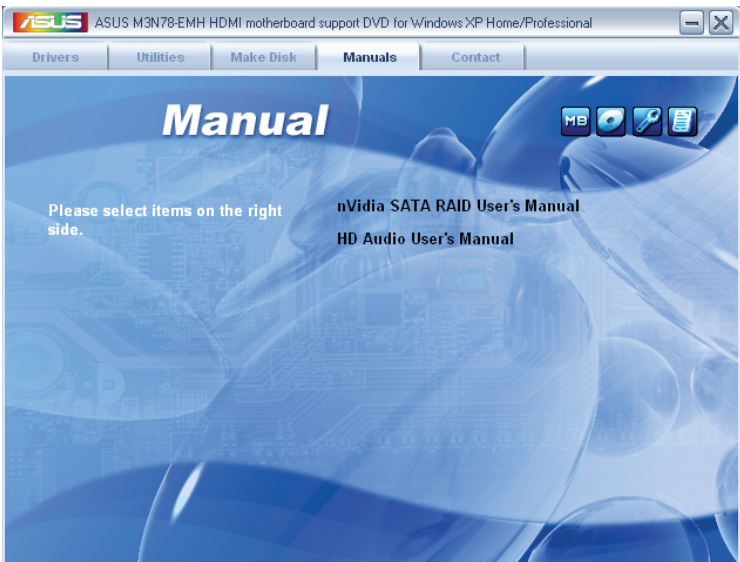 ASUS ASUS M3N78-EMH HDMI motherboard support DVD for Windows XP Home/Professional
Drivers Utilities Make Disk Manuals Contact
Manual
MB
Please select items on the right
side.
nVidia SATA RAID User's Manual
HD Audio User's Manual